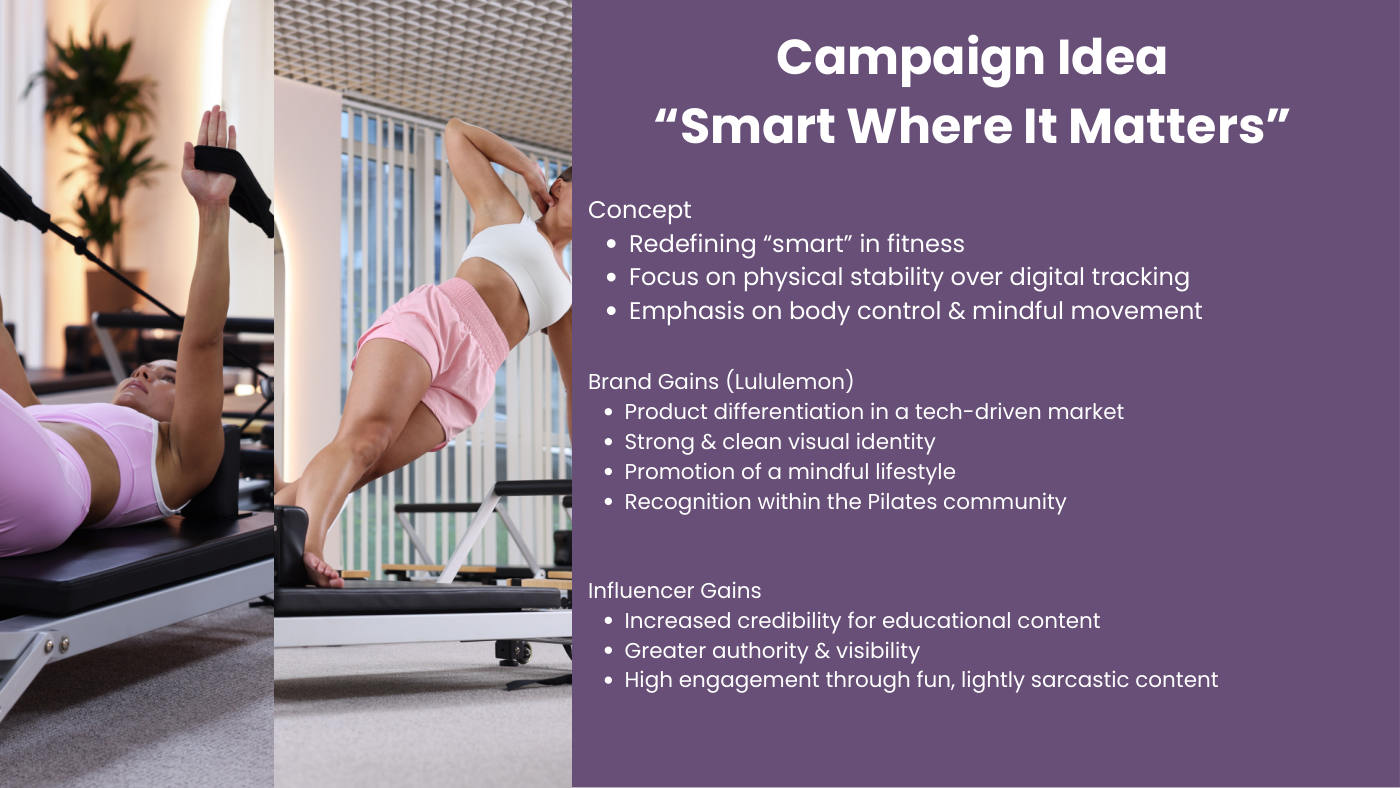 Campaign Idea
“Smart Where It Matters”
Concept
• Redefining “smart” in fitness
• Focus on physical stability over digital tracking
• Emphasis on body control & mindful movement
Brand Gains (Lululemon)
• Product differentiation in a tech-driven market
• Strong & clean visual identity
• Promotion of a mindful lifestyle
• Recognition within the Pilates community
Influencer Gains
• Increased credibility for educational content
• Greater authority & visibility
• High engagement through fun, lightly sarcastic content